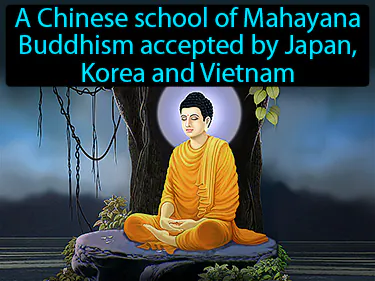 A Chinese school of Mahayana
Buddhism accepted by Japan,
Korea and Vietnam